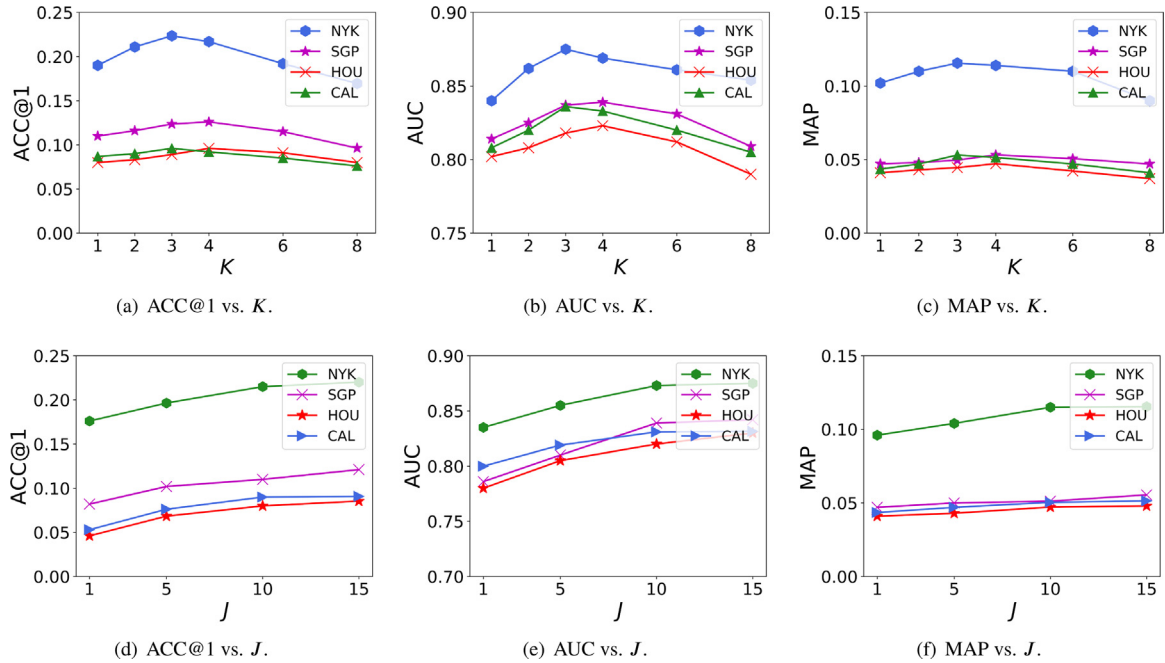 0.25
0.20
0.15
0.10
0.05
0.00
ACC@1
1 2 3 4 6 8
K
NYK
SGP
HOU
CAL
(a) ACC@1 vs. K.
0.90
0.85
0.80
0.75
AUC
1 2 3 4 6 8
K
NYK
SGP
HOU
CAL
(b) AUC vs. K.
0.15
0.10
0.05
0.00
MAP
1 2 3 4 6 8
K
NYK
SGP
HOU
CAL
(c) MAP vs. K.
0.25
0.20
0.15
0.10
0.05
0.00
ACC@1
1 5 10 15
J
NYK
SGP
HOU
CAL
(d) ACC@1 vs. J.
0.90
0.85
0.80
0.75
0.70
AUC
1 5 10 15
J
NYK
SGP
HOU
CAL
(e) AUC vs. J.
0.15
0.10
0.05
0.00
MAP
1 5 10 15
J
NYK
SGP
HOU
CAL
(f) MAP vs. J.